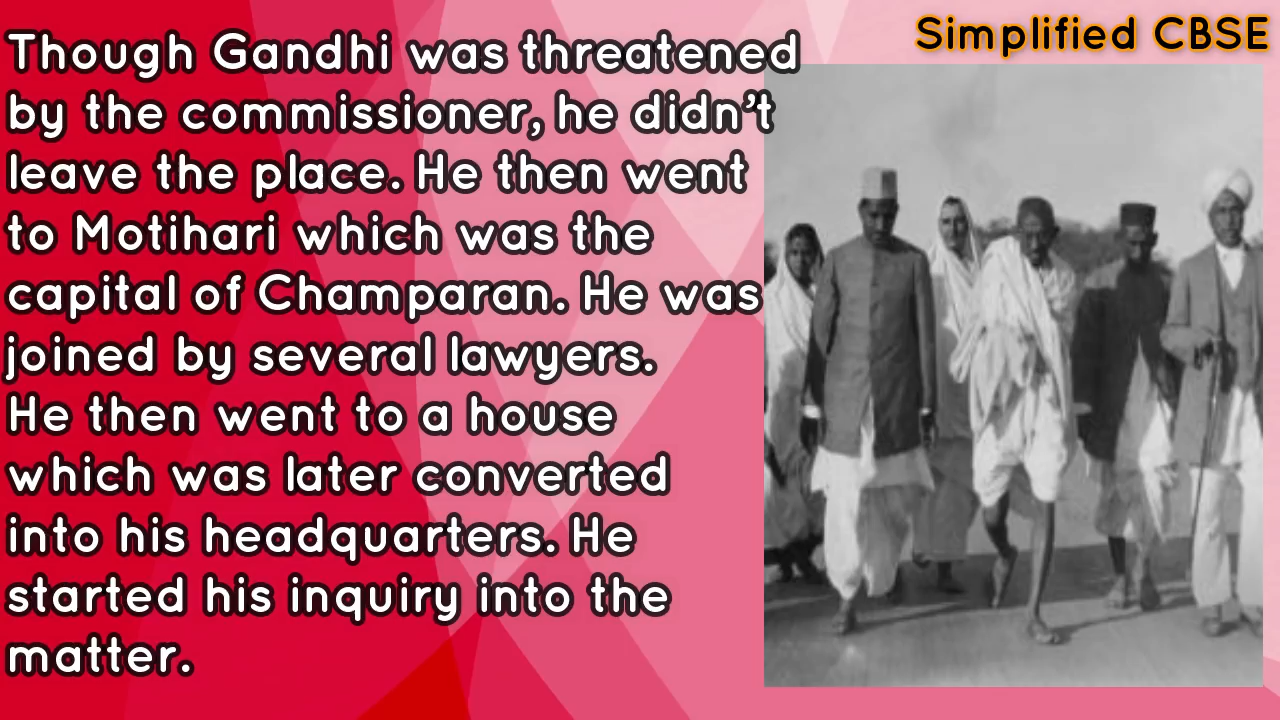 Simplified CBSE
Though Gandhi was threatened
by the commissioner, he didn’t
leave the place. He then went
to Motihari which was the
capital of Champaran. He was
joined by several lawyers.
He then went to a house
which was later converted
into his headquarters. He
started his inquiry into the
matter.